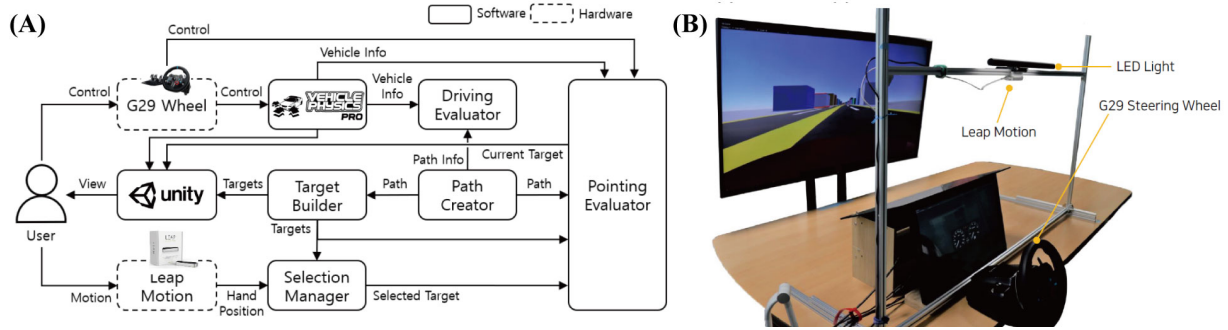 (A)
Software
Hardware
Control
Vehicle Info
Control
G29 Wheel
Control
VEHICLE
PHYSICS
PRO
Vehicle
Info
Driving
Evaluator
Path Info
Current Target
View
unity
Targets
Target
Builder
Path
Path
Creator
Path
Pointing
Evaluator
User
Targets
LEAP
Motion
Leap
Motion
Hand
Position
Selection
Manager
Selected Target
(B)
LED Light
G29 Steering Wheel
Leap Motion